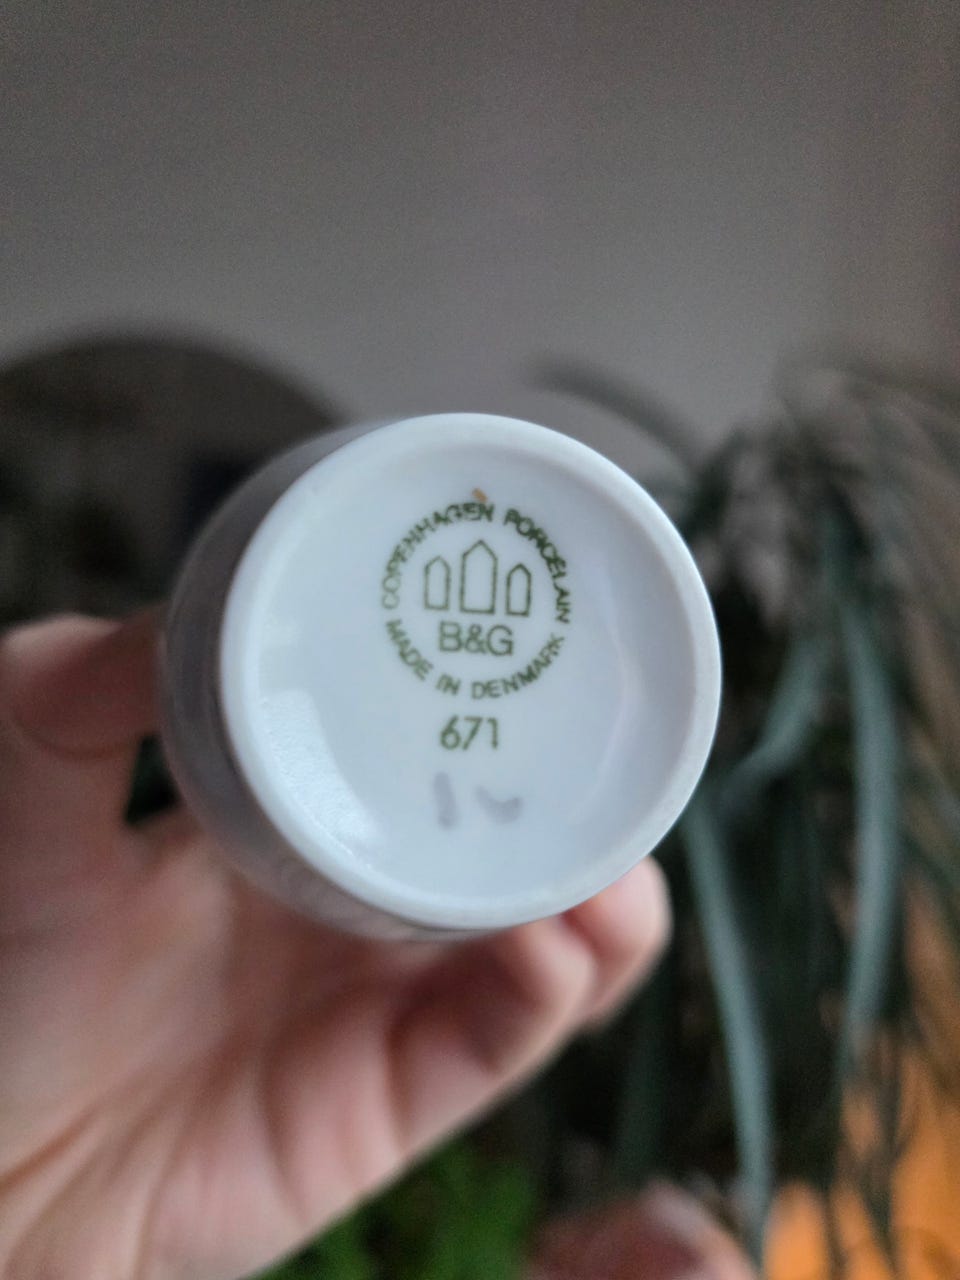 COPENHAGEN PORCELAIN
B&G
MADE IN DENMARK
671